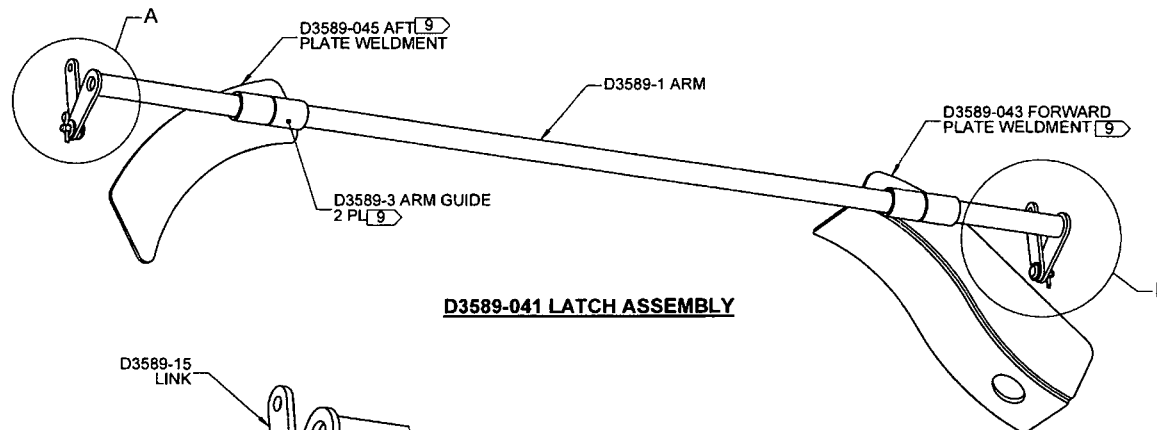 A
D3589-045 AFT 9
PLATE WELDMENT
D3589-1 ARM
D3589-043 FORWARD
PLATE WELDMENT 9
D3589-3 ARM GUIDE
2 PL 9
D3589-041 LATCH ASSEMBLY
D3589-15
LINK